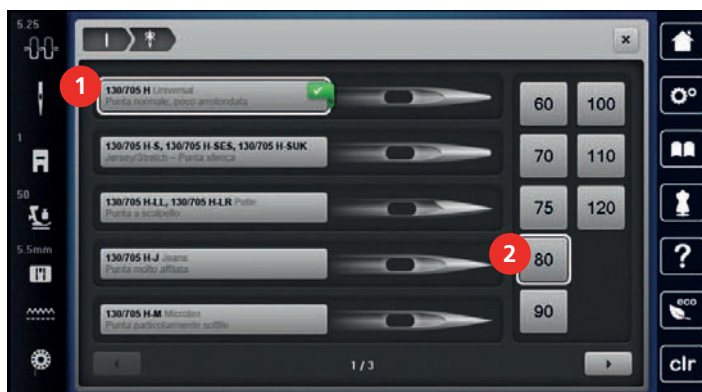 5.25
1
50
5.5mm
1
130/705 H Universal
Punta normale, poco arrotondata
130/705 H-S, 130/705 H-SES, 130/705 H-SUK
Jersey/Stretch – Punta sferica
130/705 H-LL, 130/705 H-LR Pelle
Punta a scalpello
130/705 H-J Jeans
Punta molto affilata
130/705 H-M Microtex
Punta particolarmente sottile
60 100
70 110
75 120
2
80
90
1 / 3
?
eco
clr